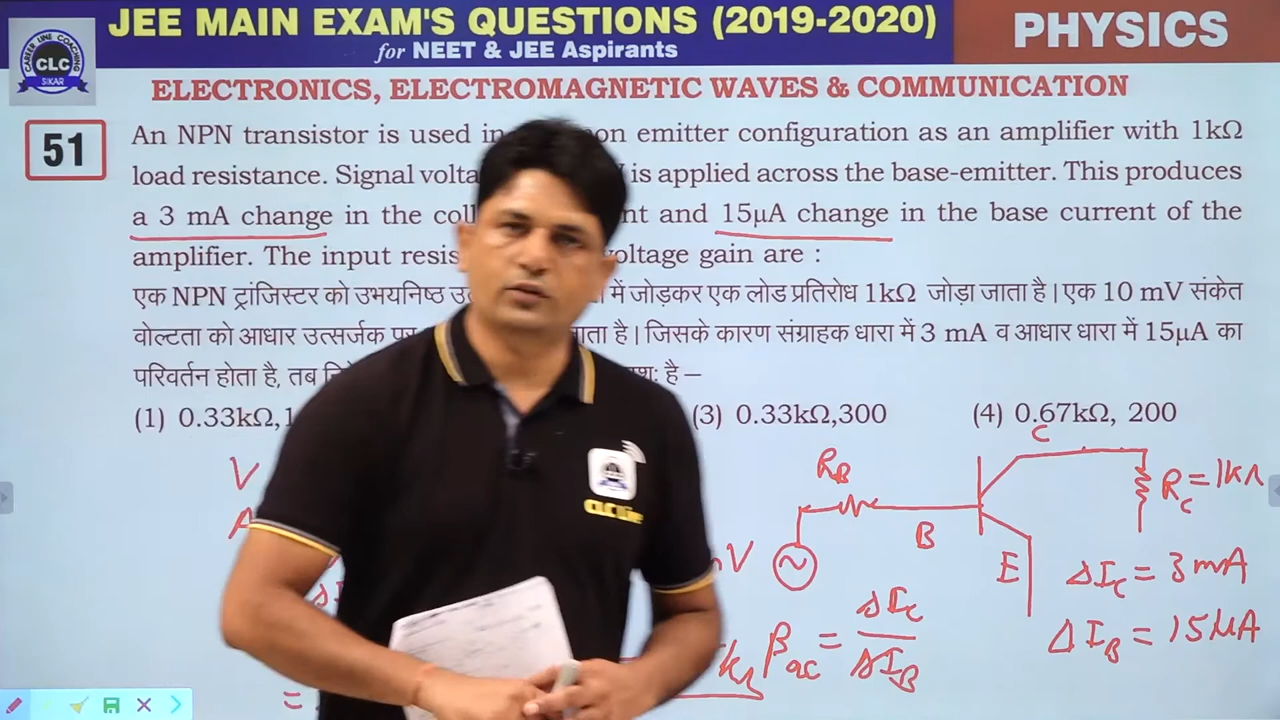 JEE MAIN EXAM'S QUESTIONS (2019-2020)
for NEET & JEE Aspirants
PHYSICS
CAREER LINE COACHING
CLC
SIKAR
ELECTRONICS, ELECTROMAGNETIC WAVES & COMMUNICATION
51
An NPN transistor is used in on emitter configuration as an amplifier with 1kΩ
load resistance. Signal volta V is applied across the base-emitter. This produces
a 3 mA change in the col nt and 15µA change in the base current of the
amplifier. The input resis voltage gain are :
एक NPN ट्रांजिस्टर को उभयनिष्ठ में जोड़कर एक लोड प्रतिरोध 1kΩ जोड़ा जाता है। एक 10 mV संकेत
वोल्टता को आधार उत्सर्जक पर जाता है। जिसके कारण संग्राहक धारा में 3 mA व आधार धारा में 15µA का
परिवर्तन होता है, तब है –
(1) 0.33kΩ,1 (3) 0.33kΩ,300 (4) 0.67kΩ, 200
V
A
R_B
C
R_C = 1kΩ
B
E
V
ΔI_C = 3mA
ΔI_B = 15µA
β_ac = ΔI_C / ΔI_B
=